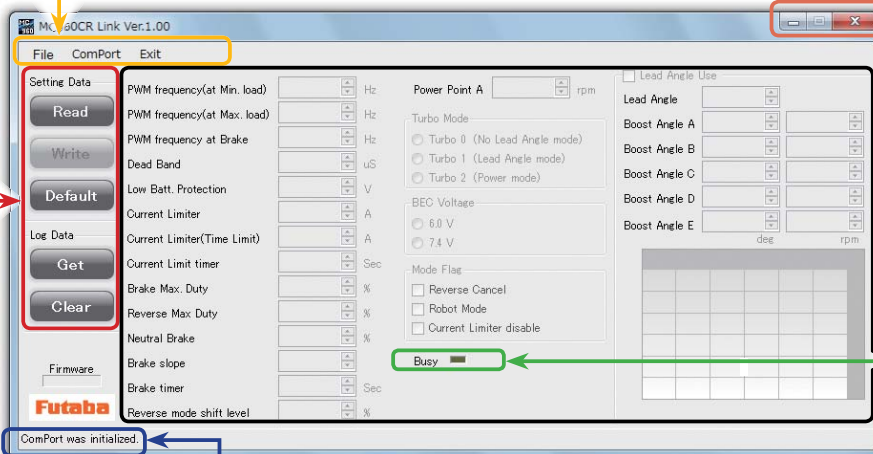 MC960CR Link Ver.1.00
File ComPort Exit
Setting Data
Read
Write
Default
Log Data
Get
Clear
Firmware
Futaba
PWM frequency(at Min. load) Hz
PWM frequency(at Max. load) Hz
PWM frequency at Brake Hz
Dead Band uS
Low Batt. Protection V
Current Limiter A
Current Limiter(Time Limit) A
Current Limit timer Sec
Brake Max. Duty %
Reverse Max Duty %
Neutral Brake %
Brake slope
Brake timer Sec
Reverse mode shift level %
Power Point A rpm
Turbo Mode
Turbo 0 (No Lead Angle mode)
Turbo 1 (Lead Angle mode)
Turbo 2 (Power mode)
BEC Voltage
6.0 V
7.4 V
Mode Flag
Reverse Cancel
Robot Mode
Current Limiter disable
Busy
Lead Angle Use
Lead Angle
Boost Angle A
Boost Angle B
Boost Angle C
Boost Angle D
Boost Angle E
deg rpm
ComPort was initialized.